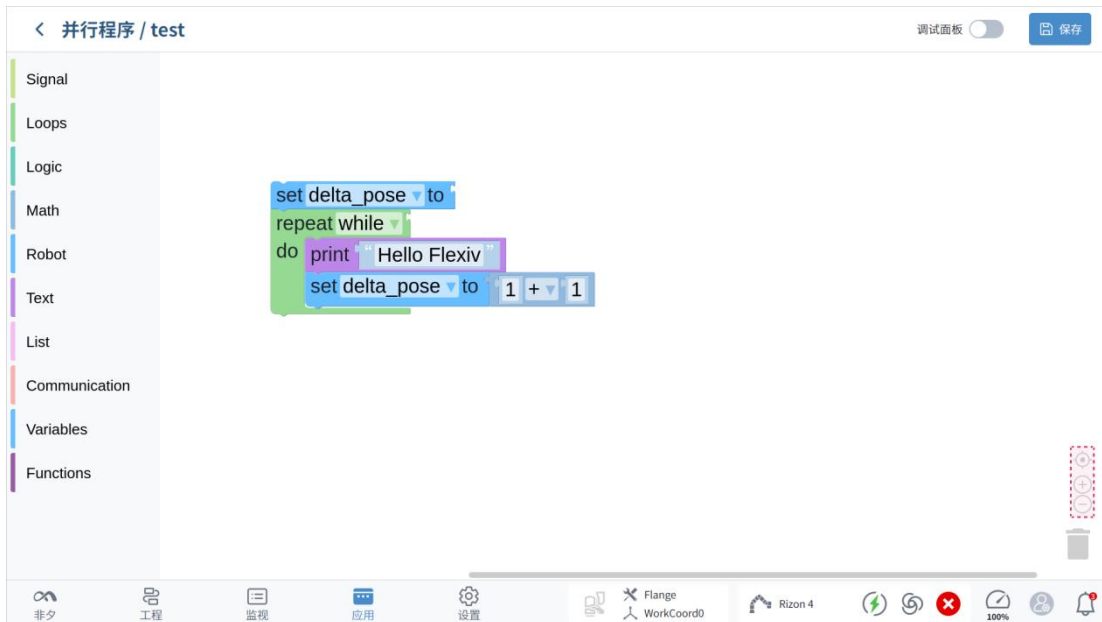 并行程序 / test
调试面板
保存
Signal
Loops
Logic
Math
Robot
Text
List
Communication
Variables
Functions
set delta_pose to
repeat while
do print “ Hello Flexiv ”
set delta_pose to 1 + 1
非夕
工程
监视
应用
设置
Flange
WorkCoord0
Rizon 4
100%
3